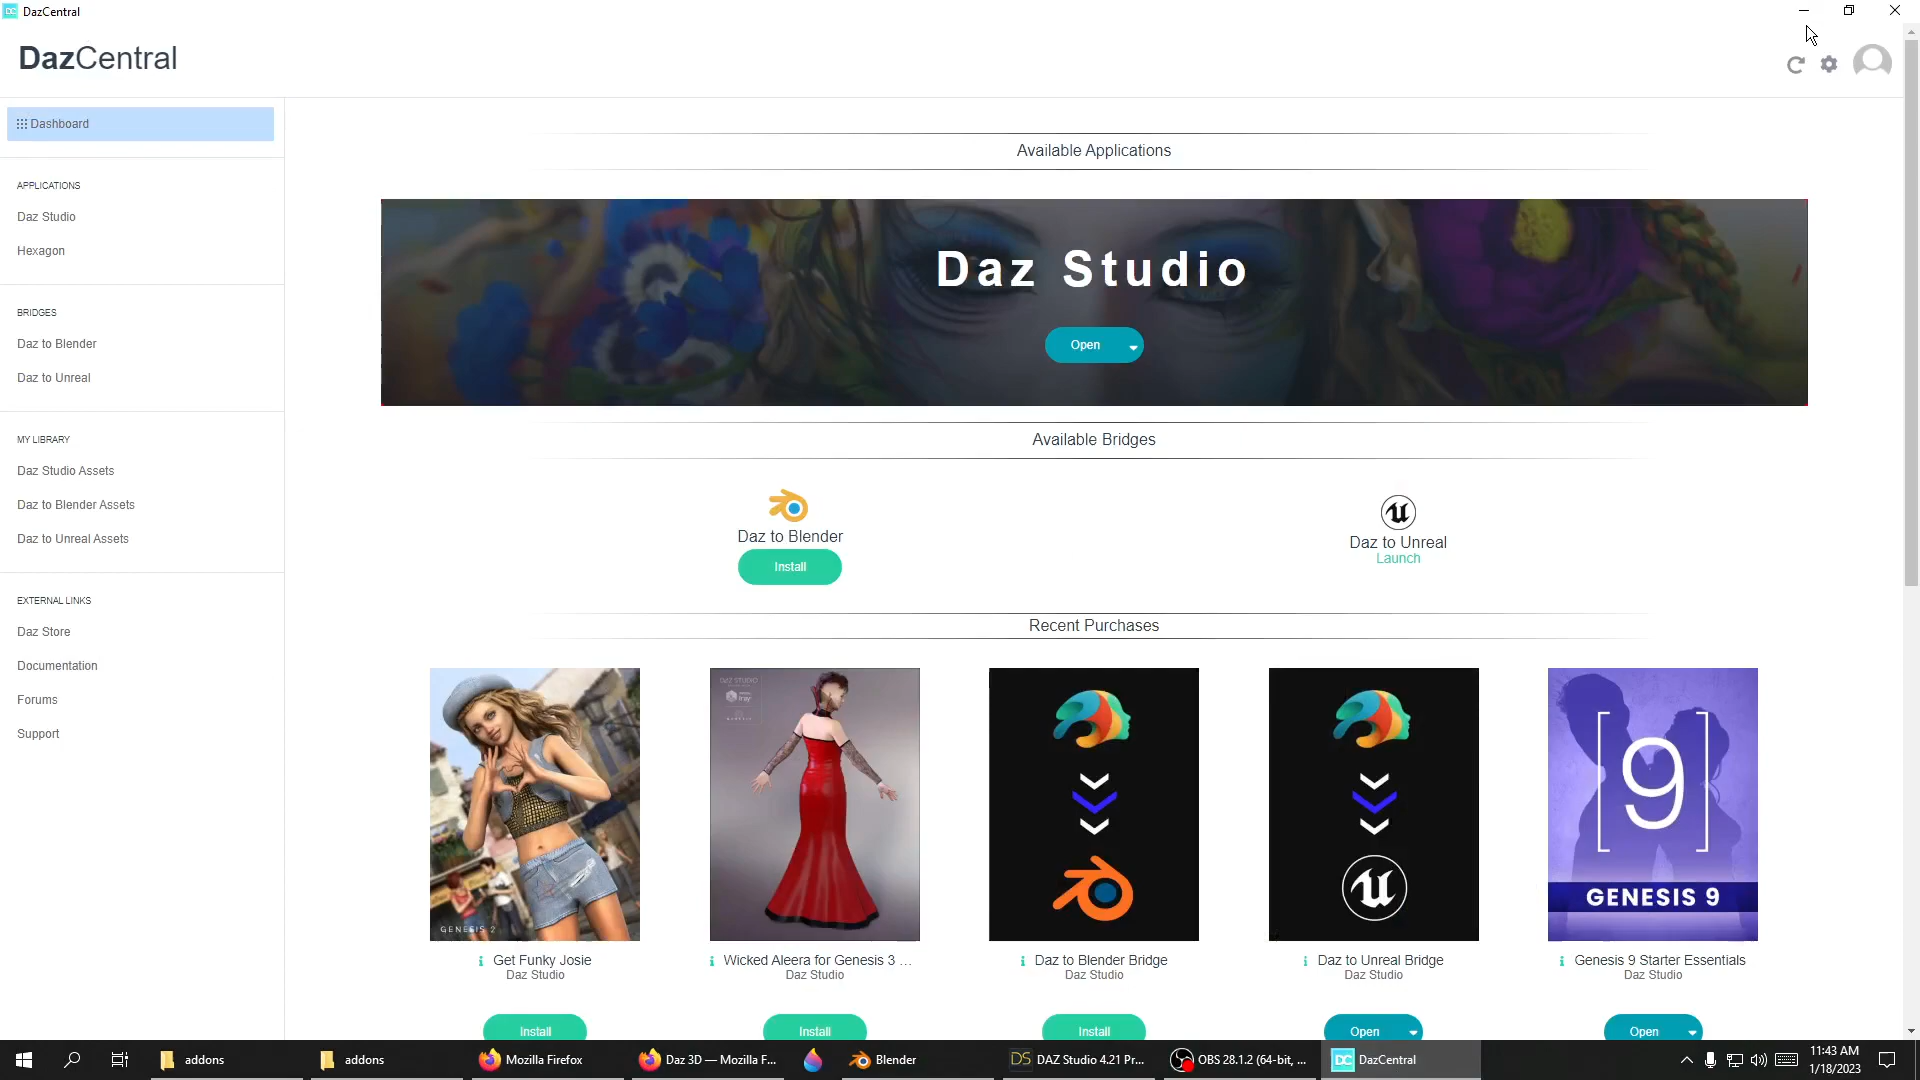 DazCentral
DazCentral
Dashboard
APPLICATIONS
Daz Studio
Hexagon
BRIDGES
Daz to Blender
Daz to Unreal
MY LIBRARY
Daz Studio Assets
Daz to Blender Assets
Daz to Unreal Assets
EXTERNAL LINKS
Daz Store
Documentation
Forums
Support
Available Applications
Daz Studio
Open
Available Bridges
Daz to Blender
Install
Daz to Unreal
Launch
Recent Purchases
GENESIS 2
Get Funky Josie
Daz Studio
Install
DAZ STUDIO
Wicked Aleera for Genesis 3 ...
Daz Studio
Install
Daz to Blender Bridge
Daz Studio
Install
Daz to Unreal Bridge
Daz Studio
Open
[9]
GENESIS 9
Genesis 9 Starter Essentials
Daz Studio
Open
addons
addons
Mozilla Firefox
Daz 3D — Mozilla F...
Blender
DS
DAZ Studio 4.21 Pr...
OBS 28.1.2 (64-bit, ...
DC
DazCentral
11:43 AM
1/18/2023